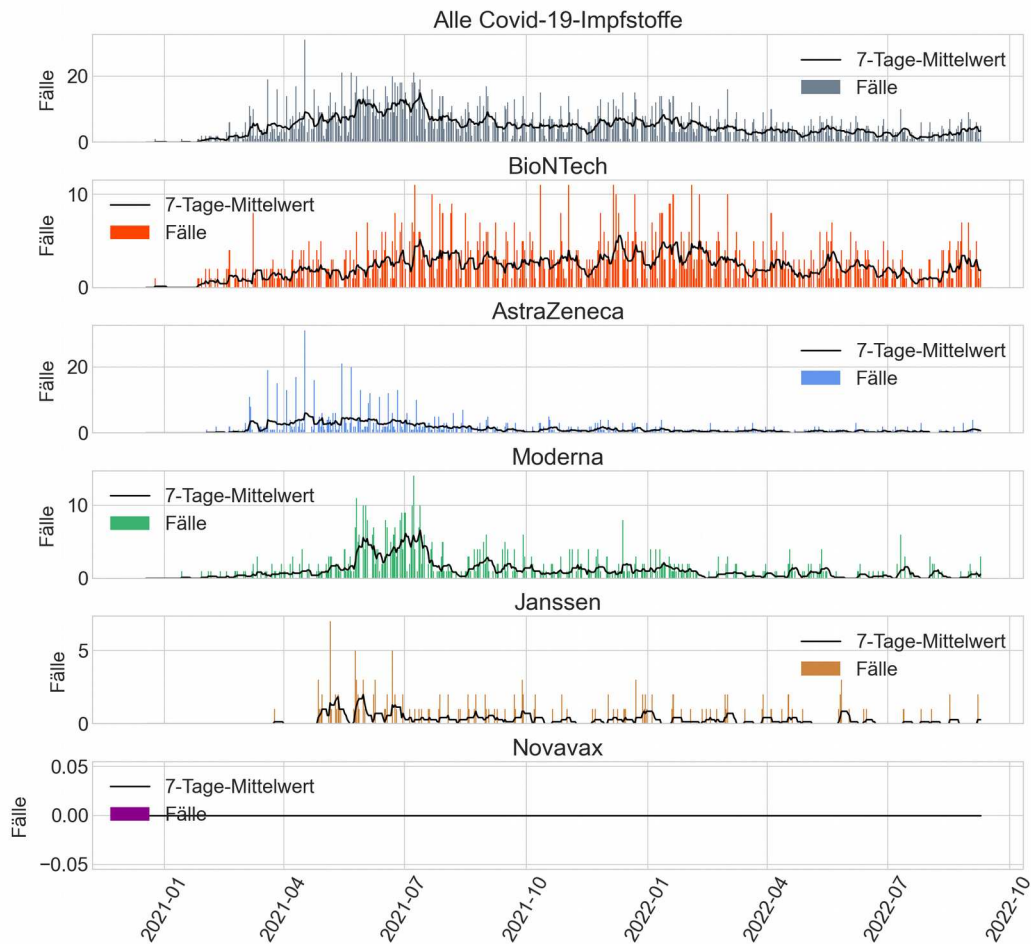 Alle Covid-19-Impfstoffe
Fälle
20
0
7-Tage-Mittelwert
Fälle
BioNTech
Fälle
10
0
7-Tage-Mittelwert
Fälle
AstraZeneca
Fälle
20
0
7-Tage-Mittelwert
Fälle
Moderna
Fälle
10
0
7-Tage-Mittelwert
Fälle
Janssen
Fälle
5
0
7-Tage-Mittelwert
Fälle
Novavax
Fälle
0.05
0.00
−0.05
7-Tage-Mittelwert
Fälle
2021-01
2021-04
2021-07
2021-10
2022-01
2022-04
2022-07
2022-10